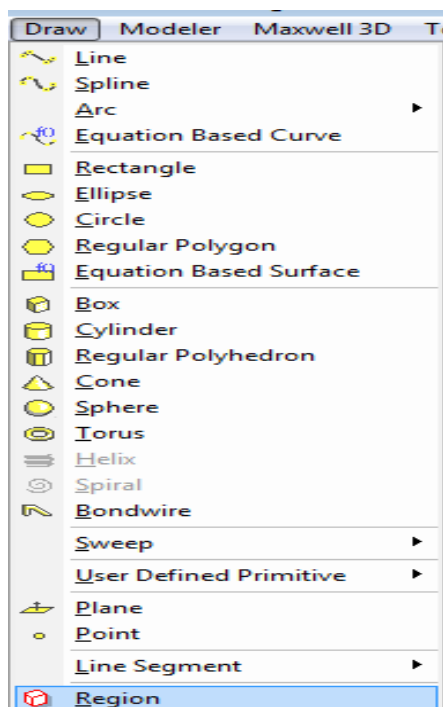 Draw Modeler Maxwell 3D
Line
Spline
Arc
Equation Based Curve
Rectangle
Ellipse
Circle
Regular Polygon
Equation Based Surface
Box
Cylinder
Regular Polyhedron
Cone
Sphere
Torus
Helix
Spiral
Bondwire
Sweep
User Defined Primitive
Plane
Point
Line Segment
Region